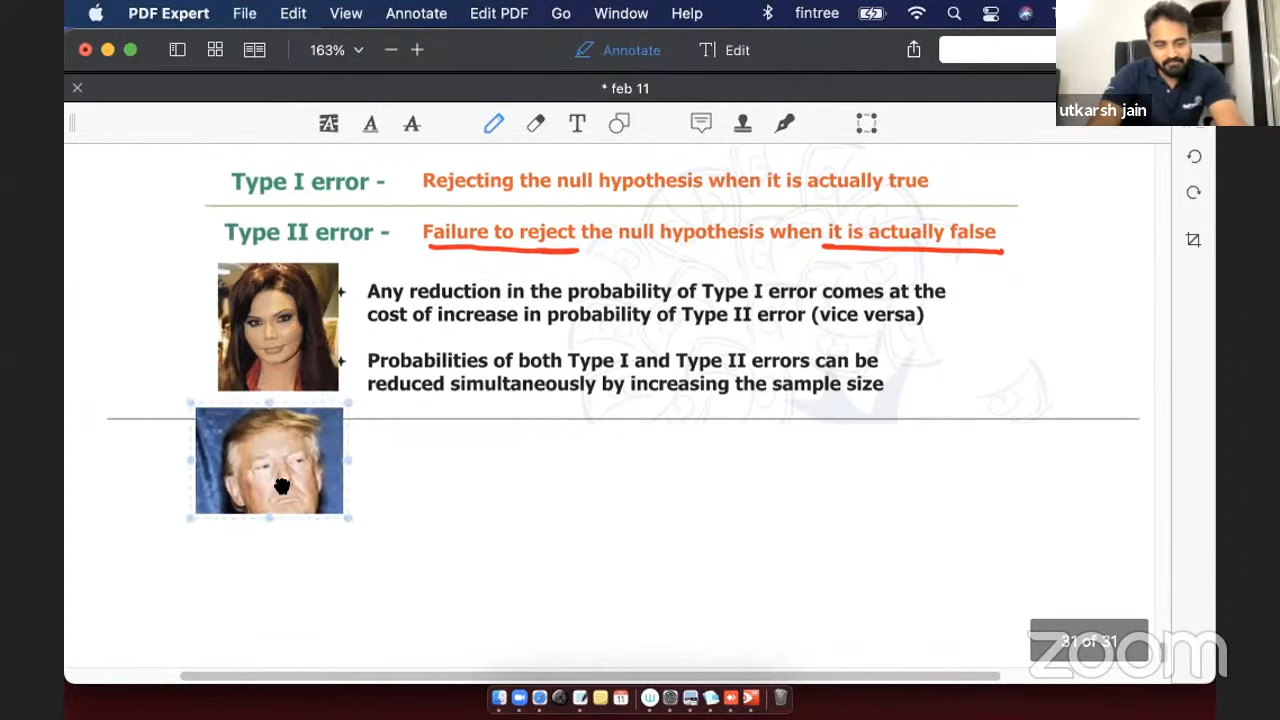 PDF Expert File Edit View Annotate Edit PDF Go Window Help fintree
163% Annotate T Edit
* feb 11
utkarsh jain
A A A T
Type I error - Rejecting the null hypothesis when it is actually true
Type II error - Failure to reject the null hypothesis when it is actually false
Any reduction in the probability of Type I error comes at the
cost of increase in probability of Type II error (vice versa)
Probabilities of both Type I and Type II errors can be
reduced simultaneously by increasing the sample size
31 of 31
zoom
11